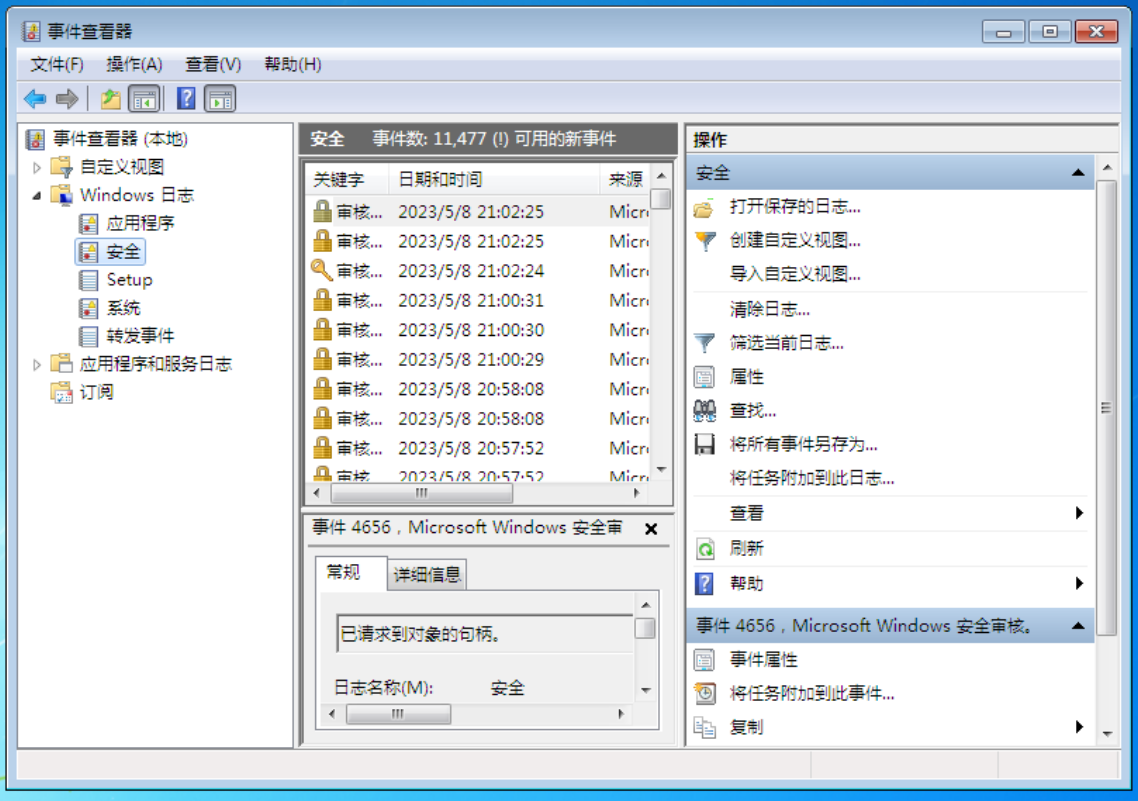 事件查看器
文件(F) 操作(A) 查看(V) 帮助(H)
事件查看器 (本地)
自定义视图
Windows 日志
应用程序
安全
Setup
系统
转发事件
应用程序和服务日志
订阅
安全 事件数: 11,477 (!) 可用的新事件
关键字 日期和时间 来源
审核... 2023/5/8 21:02:25 Micr
审核... 2023/5/8 21:02:25 Micr
审核... 2023/5/8 21:02:24 Micr
审核... 2023/5/8 21:00:31 Micr
审核... 2023/5/8 21:00:30 Micr
审核... 2023/5/8 21:00:29 Micr
审核... 2023/5/8 20:58:08 Micr
审核... 2023/5/8 20:58:08 Micr
审核... 2023/5/8 20:57:52 Micr
审核... 2023/5/8 20:57:52 Micr
事件 4656，Microsoft Windows 安全审
常规 详细信息
已请求到对象的句柄。
日志名称(M): 安全
操作
安全
打开保存的日志...
创建自定义视图...
导入自定义视图...
清除日志...
筛选当前日志...
属性
查找...
将所有事件另存为...
将任务附加到此日志...
查看
刷新
帮助
事件 4656，Microsoft Windows 安全审核。
事件属性
将任务附加到此事件...
复制